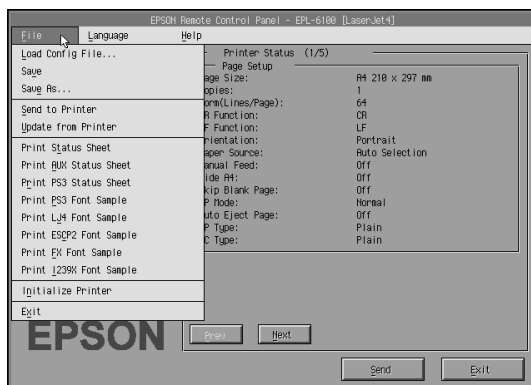 EPSON Remote Control Panel - EPL-6100 [LaserJet4]
File Language Help
Load Config File...
Save
Save As...
Send to Printer
Update from Printer
Print Status Sheet
Print AUX Status Sheet
Print PS3 Status Sheet
Print PS3 Font Sample
Print LJ4 Font Sample
Print ESCP2 Font Sample
Print FX Font Sample
Print I239X Font Sample
Initialize Printer
Exit
Printer Status (1/5)
Page Setup
age Size: A4 210 x 297 mm
opies: 1
orm(Lines/Page): 64
R Function: CR
F Function: LF
rientation: Portrait
aper Source: Auto Selection
anual Feed: Off
ide A4: Off
kip Blank Page: Off
P Mode: Normal
uto Eject Page: Off
P Type: Plain
C Type: Plain
EPSON
Prev Next
Send Exit